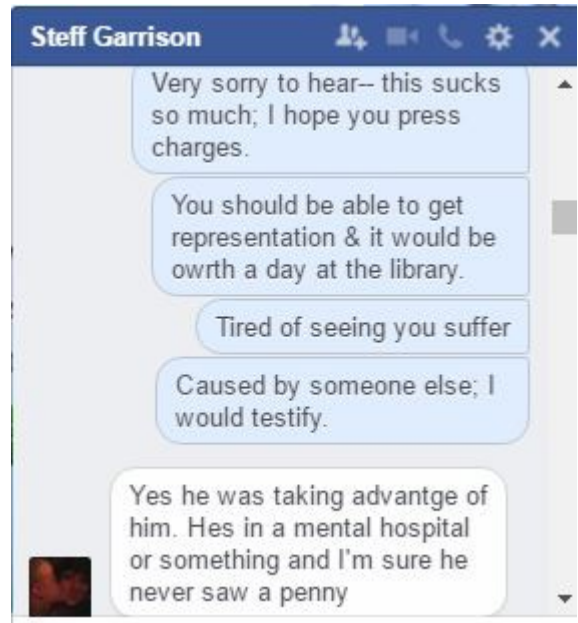 Steff Garrison
Very sorry to hear-- this sucks
so much; I hope you press
charges.
You should be able to get
representation & it would be
owrth a day at the library.
Tired of seeing you suffer
Caused by someone else; I
would testify.
Yes he was taking advantge of
him. Hes in a mental hospital
or something and I'm sure he
never saw a penny